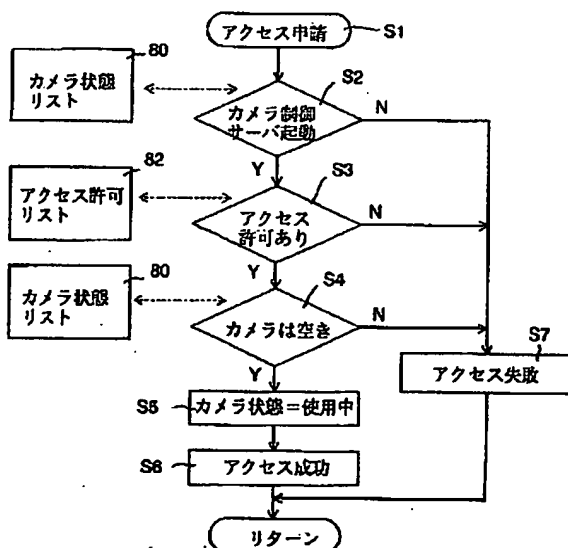 アクセス申請
S1
80
カメラ状態
リスト
S2
カメラ制御
サーバ起動
N
Y
82
アクセス許可
リスト
S3
アクセス
許可あり
N
Y
80
カメラ状態
リスト
S4
カメラは空き
N
Y
S7
アクセス失敗
S5
カメラ状態=使用中
S6
アクセス成功
リターン